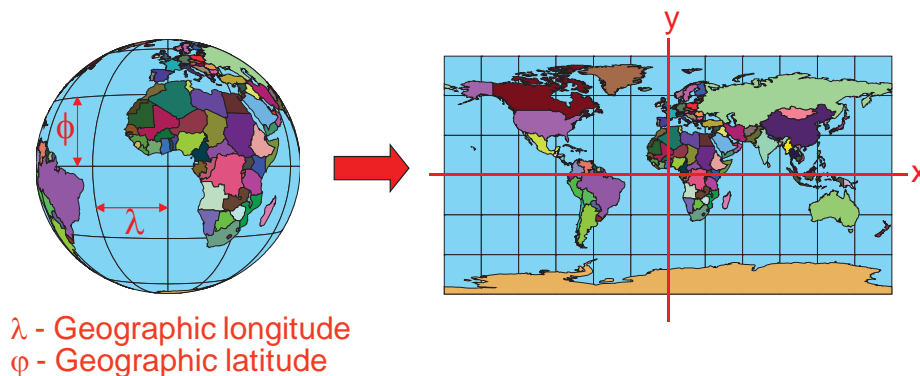 y
ϕ
x
λ
λ - Geographic longitude
φ - Geographic latitude